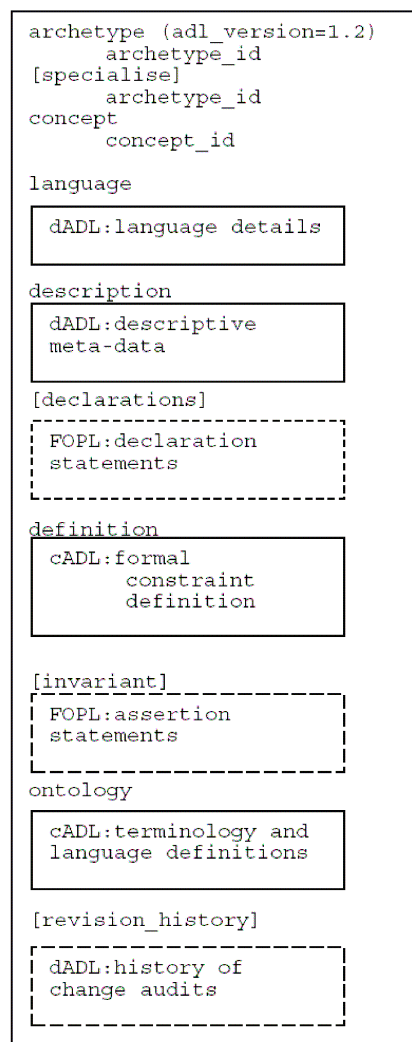 archetype (adl_version=1.2)
archetype_id
[specialise]
archetype_id
concept
concept_id
language
dADL:language details
description
dADL:descriptive
meta-data
[declarations]
FOPL:declaration
statements
definition
cADL:formal
constraint
definition
[invariant]
FOPL:assertion
statements
ontology
cADL:terminology and
language definitions
[revision_history]
dADL:history of
change audits